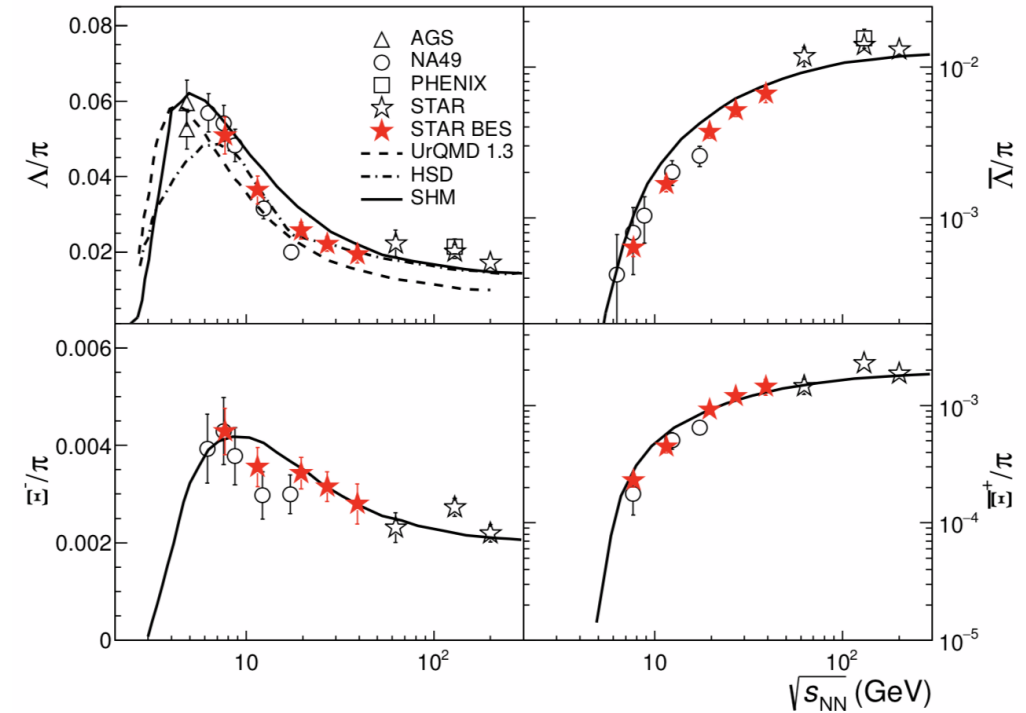 0.08
0.06
0.04
0.02
Λ/π
AGS
NA49
PHENIX
STAR
STAR BES
UrQMD 1.3
HSD
SHM
10⁻²
10⁻³
Λ̅/π
0.006
0.004
0.002
0
Ξ⁻/π
10⁻³
10⁻⁴
10⁻⁵
Ξ̅⁺/π
10
10²
10
10²
√s_NN (GeV)